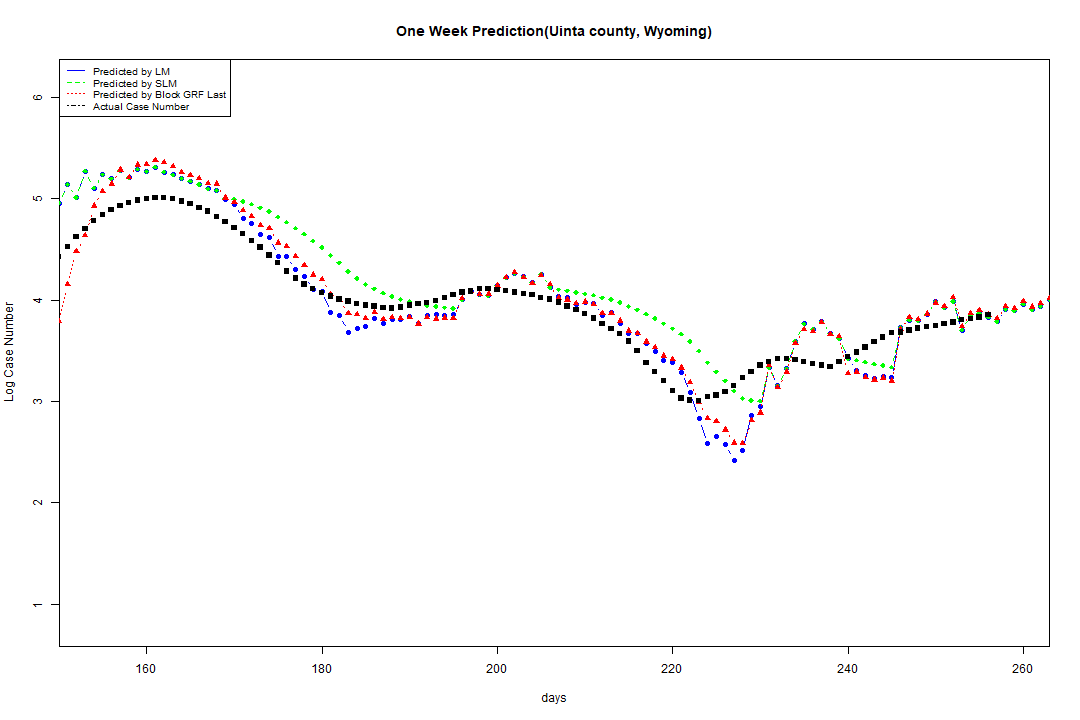 One Week Prediction(Uinta county, Wyoming)
Predicted by LM
Predicted by SLM
Predicted by Block GRF Last
Actual Case Number
6
5
4
3
2
1
Log Case Number
160 180 200 220 240 260
days